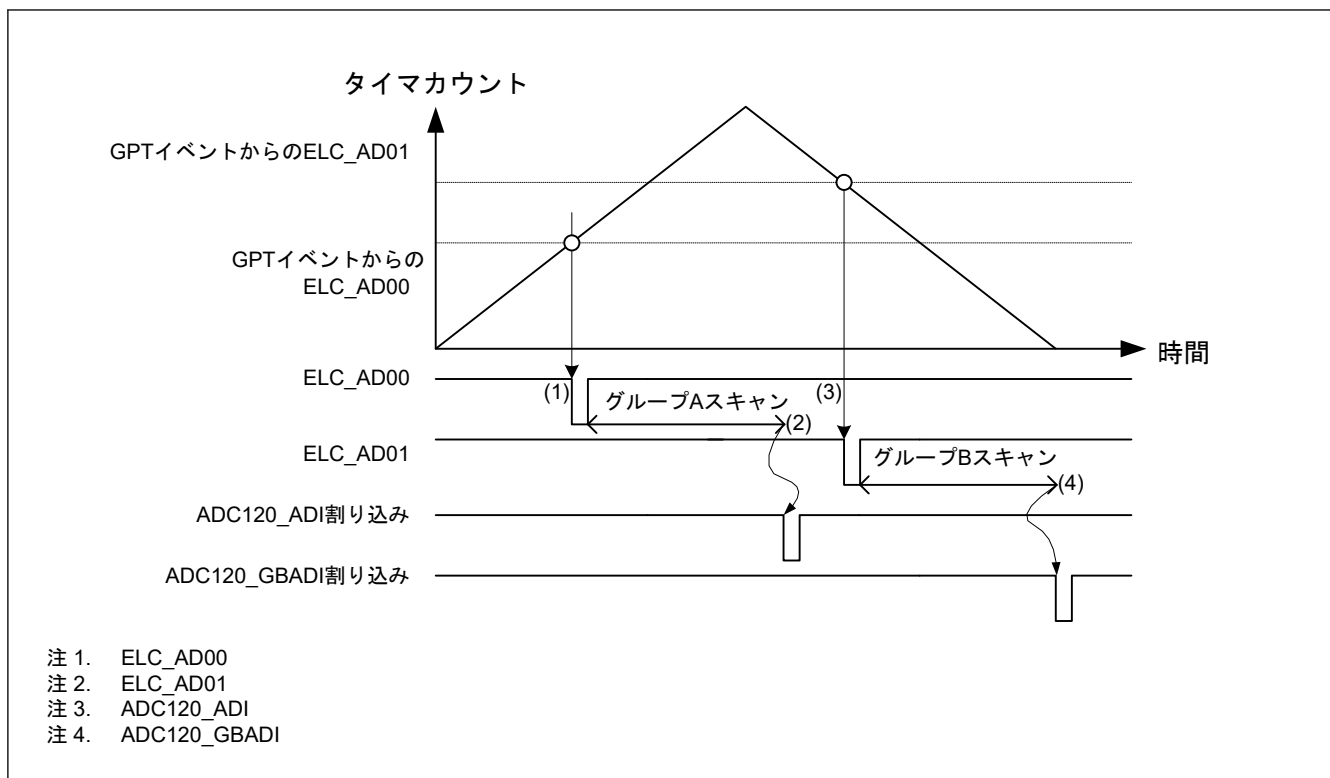 タイマカウント
GPTイベントからのELC_AD01
GPTイベントからの
ELC_AD00
時間
ELC_AD00
(1)
グループAスキャン
(2)
(3)
ELC_AD01
グループBスキャン
(4)
ADC120_ADI割り込み
ADC120_GBADI割り込み
注 1. ELC_AD00
注 2. ELC_AD01
注 3. ADC120_ADI
注 4. ADC120_GBADI